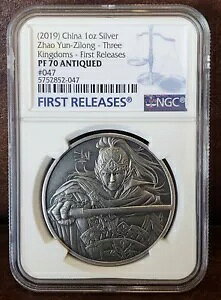 (2019) China 1oz Silver
Zhao Yun-Zilong - Three
Kingdoms - First Releases
PF 70 ANTIQUED
#047
5752852-047
FIRST RELEASES
NGC